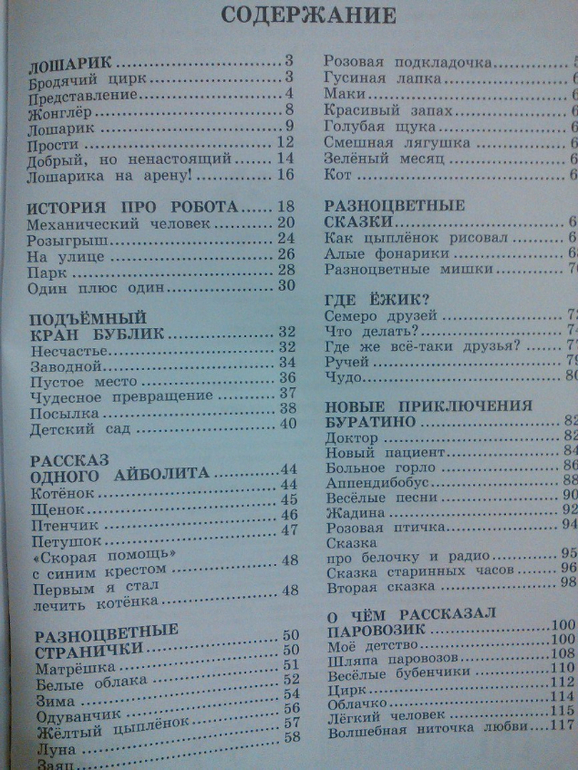 СОДЕРЖАНИЕ
ЛОШАРИК 3
Бродячий цирк 3
Представление 4
Жонглёр 8
Лошарик 9
Прости 12
Добрый, но ненастоящий 14
Лошарика на арену! 16
ИСТОРИЯ ПРО РОБОТА 18
Механический человек 20
Розыгрыш 24
На улице 26
Парк 28
Один плюс один 30
ПОДЪЁМНЫЙ
КРАН БУБЛИК 32
Несчастье 32
Заводной 34
Пустое место 36
Чудесное превращение 37
Посылка 38
Детский сад 40
РАССКАЗ
ОДНОГО АЙБОЛИТА 44
Котёнок 44
Щенок 45
Птенчик 46
Петушок 47
«Скорая помощь»
с синим крестом 48
Первым я стал
лечить котёнка 48
РАЗНОЦВЕТНЫЕ 50
СТРАНИЧКИ 50
Матрёшка 51
Белые облака 52
Зима 54
Одуванчик 56
Жёлтый цыплёнок 57
Луна 58
Заяц
Розовая подкладочка
Гусиная лапка
Маки
Красивый запах
Голубая щука
Смешная лягушка
Зелёный месяц
Кот
РАЗНОЦВЕТНЫЕ
СКАЗКИ
Как цыплёнок рисовал
Алые фонарики
Разноцветные мишки
ГДЕ ЁЖИК?
Семеро друзей
Что делать?
Где же всё-таки друзья?
Ручей
Чудо 80
НОВЫЕ ПРИКЛЮЧЕНИЯ
БУРАТИНО 82
Доктор 82
Новый пациент 84
Больное горло 86
Аппендибобус 88
Весёлые песни 90
Жадина 92
Розовая птичка 94
Сказка
про белочку и радио 95
Сказка старинных часов 96
Вторая сказка 98
О ЧЁМ РАССКАЗАЛ
ПАРОВОЗИК 100
Моё детство 100
Шляпа паровозов 108
Весёлые бубенчики 110
Цирк 112
Облачко 114
Лёгкий человек 115
Волшебная ниточка любви 117